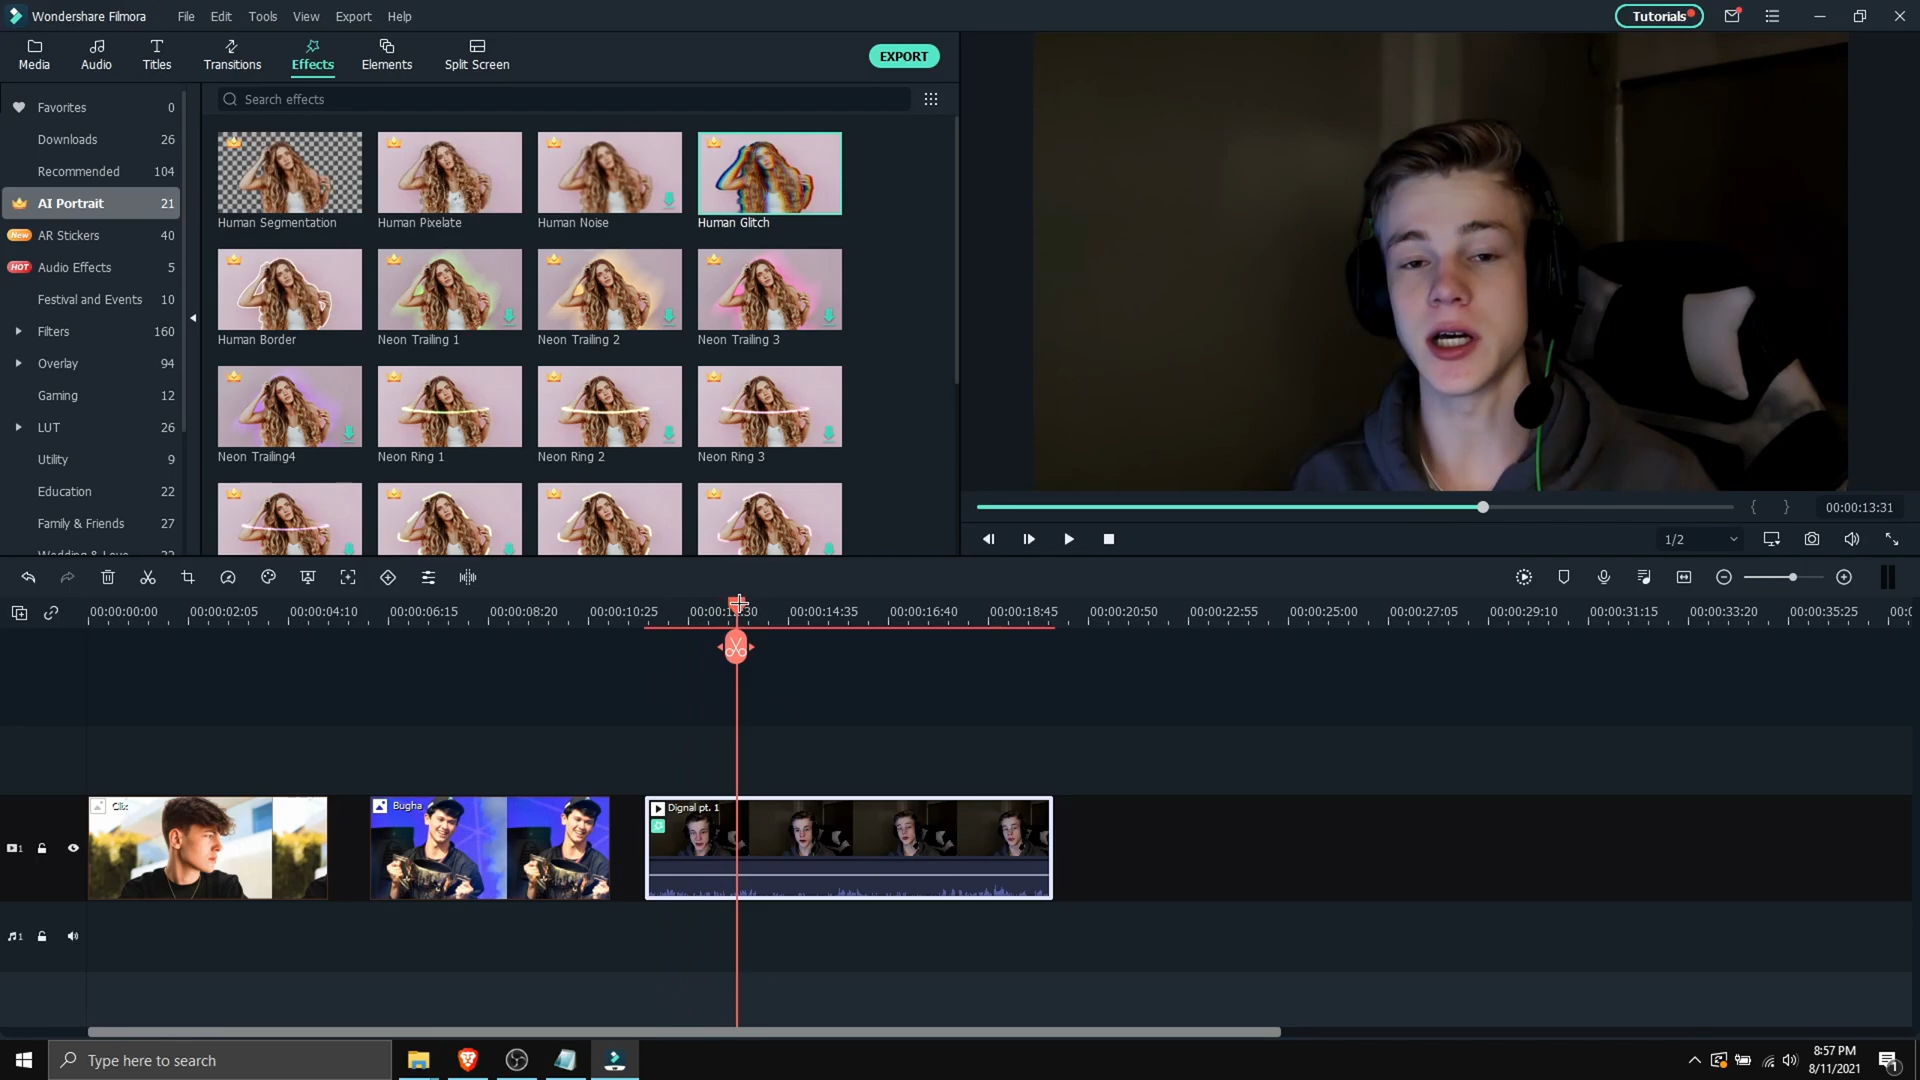 Wondershare Filmora File Edit Tools View Export Help Tutorials
Media Audio Titles Transitions Effects Elements Split Screen EXPORT
Search effects
Favorites 0
Downloads 26
Recommended 104
AI Portrait 21
New AR Stickers 40
HOT Audio Effects 5
Festival and Events 10
Filters 160
Overlay 94
Gaming 12
LUT 26
Utility 9
Education 22
Family & Friends 27
Wedding & Love
Human Segmentation Human Pixelate Human Noise Human Glitch
Human Border Neon Trailing 1 Neon Trailing 2 Neon Trailing 3
Neon Trailing4 Neon Ring 1 Neon Ring 2 Neon Ring 3
{ } 00:00:13:31
1/2
00:00:00:00 00:00:02:05 00:00:04:10 00:00:06:15 00:00:08:20 00:00:10:25 00:00:14:35 00:00:16:40 00:00:18:45 00:00:20:50 00:00:22:55 00:00:25:00 00:00:27:05 00:00:29:10 00:00:31:15 00:00:33:20 00:00:35:25
Clix Bugha Dignal pt. 1
1
1
Type here to search
8:57 PM
8/11/2021
1